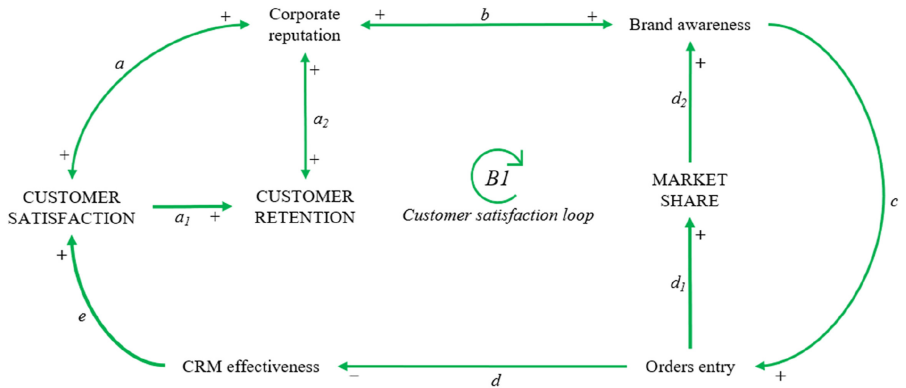 Corporate
reputation
+
+
b
+
Brand awareness
a
+
+
a2
d2
+
+
B1
CUSTOMER
SATISFACTION
a1
+
CUSTOMER
RETENTION
Customer satisfaction loop
MARKET
SHARE
c
+
+
e
d1
CRM effectiveness
−
d
Orders entry
+